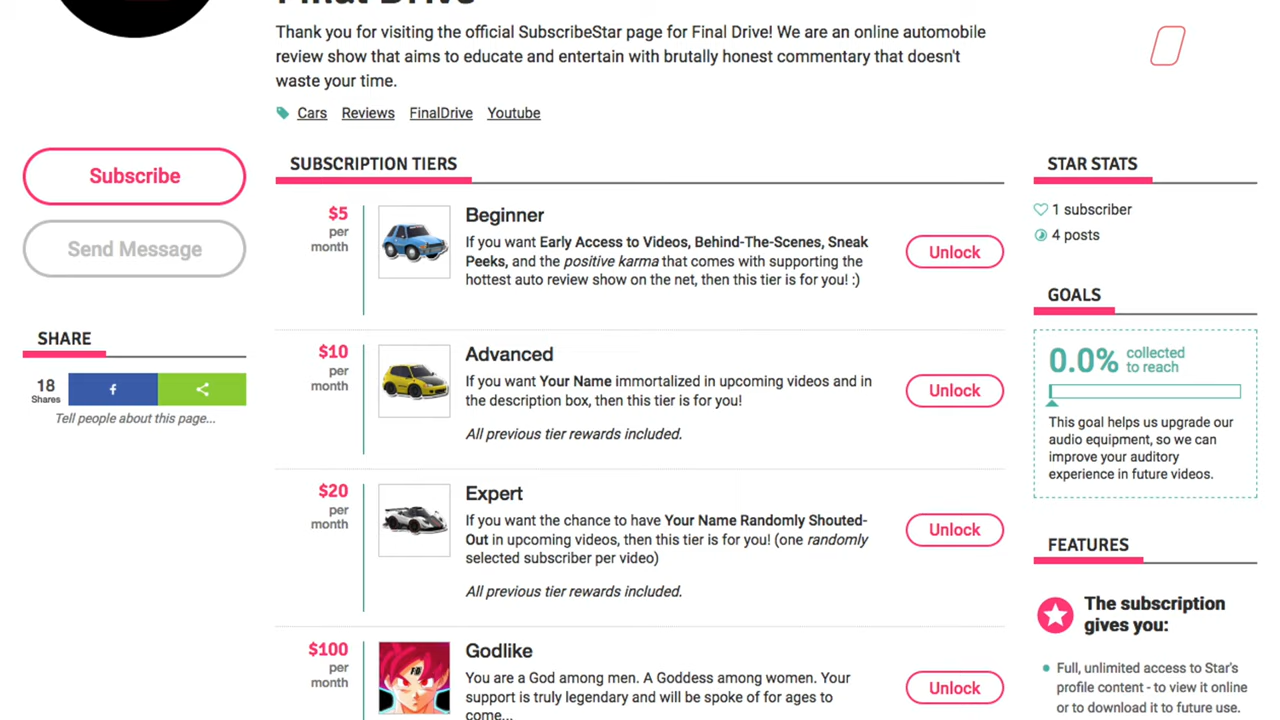 Final Drive
Thank you for visiting the official SubscribeStar page for Final Drive! We are an online automobile
review show that aims to educate and entertain with brutally honest commentary that doesn't
waste your time.
Cars Reviews FinalDrive Youtube
Subscribe
Send Message
SHARE
18
Shares
Tell people about this page...
SUBSCRIPTION TIERS
$5
per
month
Beginner
If you want Early Access to Videos, Behind-The-Scenes, Sneak
Peeks, and the positive karma that comes with supporting the
hottest auto review show on the net, then this tier is for you! :)
Unlock
$10
per
month
Advanced
If you want Your Name immortalized in upcoming videos and in
the description box, then this tier is for you!
All previous tier rewards included.
Unlock
$20
per
month
Expert
If you want the chance to have Your Name Randomly Shouted-
Out in upcoming videos, then this tier is for you! (one randomly
selected subscriber per video)
All previous tier rewards included.
Unlock
$100
per
month
Godlike
You are a God among men. A Goddess among women. Your
support is truly legendary and will be spoke of for ages to
come...
Unlock
STAR STATS
1 subscriber
4 posts
GOALS
0.0% collected
to reach
This goal helps us upgrade our
audio equipment, so we can
improve your auditory
experience in future videos.
FEATURES
The subscription
gives you:
Full, unlimited access to Star's
profile content - to view it online
or to download it to future use.